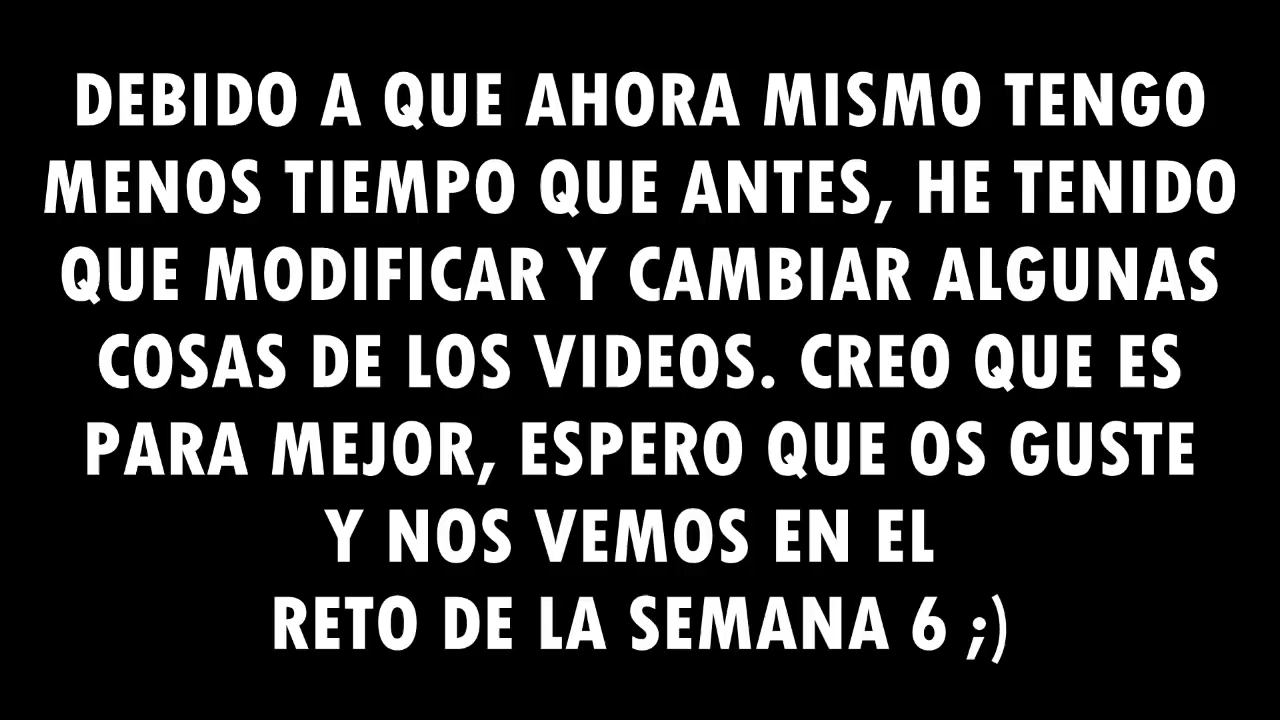 DEBIDO A QUE AHORA MISMO TENGO
MENOS TIEMPO QUE ANTES, HE TENIDO
QUE MODIFICAR Y CAMBIAR ALGUNAS
COSAS DE LOS VIDEOS. CREO QUE ES
PARA MEJOR, ESPERO QUE OS GUSTE
Y NOS VEMOS EN EL
RETO DE LA SEMANA 6 ;)